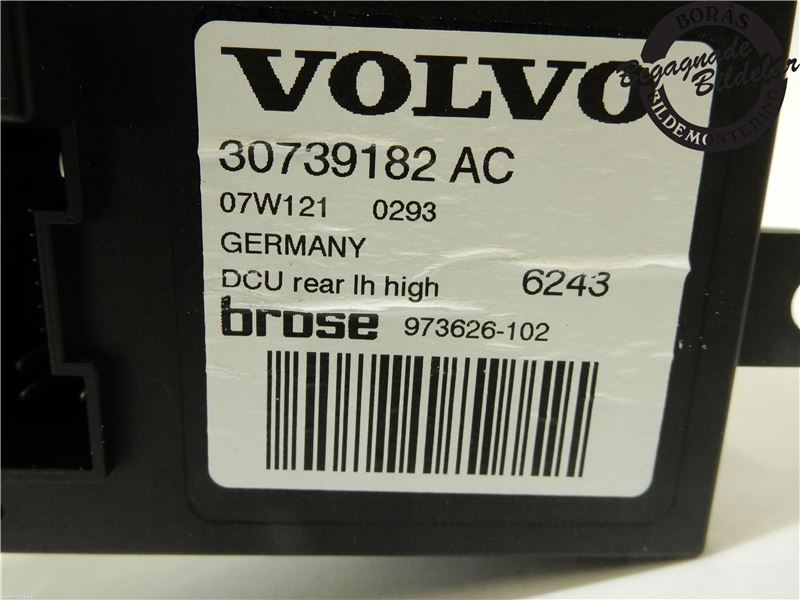 VOLVO
30739182 AC
07W121 0293
GERMANY
DCU rear lh high 6243
brose 973626-102
BORÅS
Begagnade
Bildelar
BILDEMONTERING